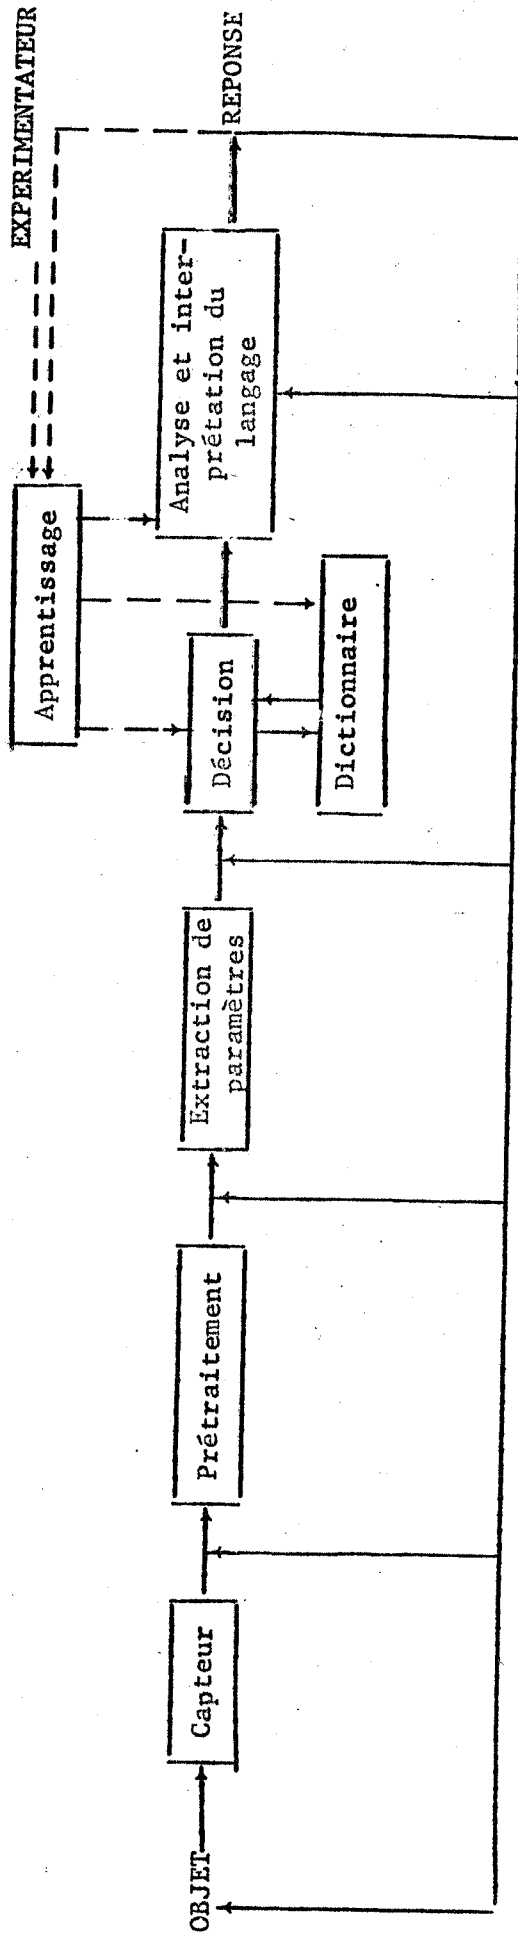 EXPERIMENTATEUR
Apprentissage
OBJET
Capteur
Prétraitement
Extraction de
paramètres
Décision
Dictionnaire
Analyse et inter-
prétation du
langage
REPONSE